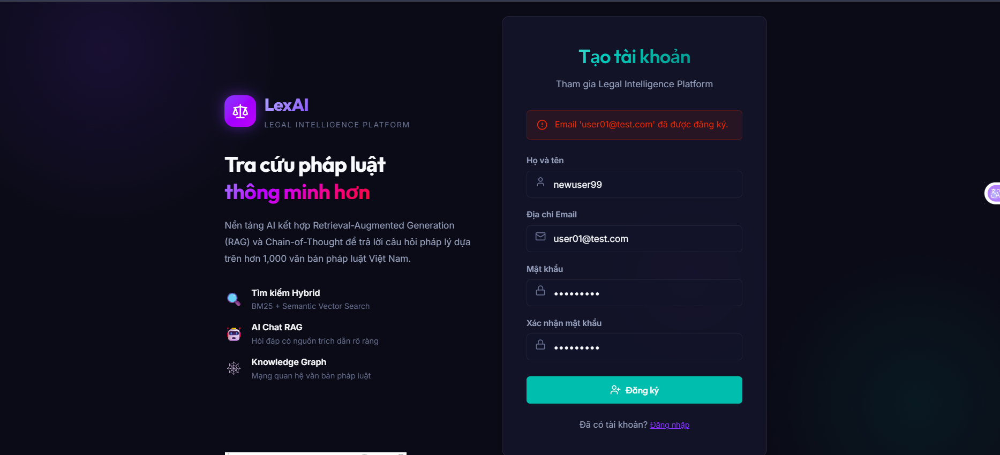 LexAI
LEGAL INTELLIGENCE PLATFORM
Tra cứu pháp luật
thông minh hơn
Nền tảng AI kết hợp Retrieval-Augmented Generation
(RAG) và Chain-of-Thought để trả lời câu hỏi pháp lý dựa
trên hơn 1,000 văn bản pháp luật Việt Nam.
Tìm kiếm Hybrid
BM25 + Semantic Vector Search
AI Chat RAG
Hỏi đáp có nguồn trích dẫn rõ ràng
Knowledge Graph
Mạng quan hệ văn bản pháp luật
Tạo tài khoản
Tham gia Legal Intelligence Platform
Email 'user01@test.com' đã được đăng ký.
Họ và tên
newuser99
Địa chỉ Email
user01@test.com
Mật khẩu
•••••••••
Xác nhận mật khẩu
•••••••••
Đăng ký
Đã có tài khoản? Đăng nhập